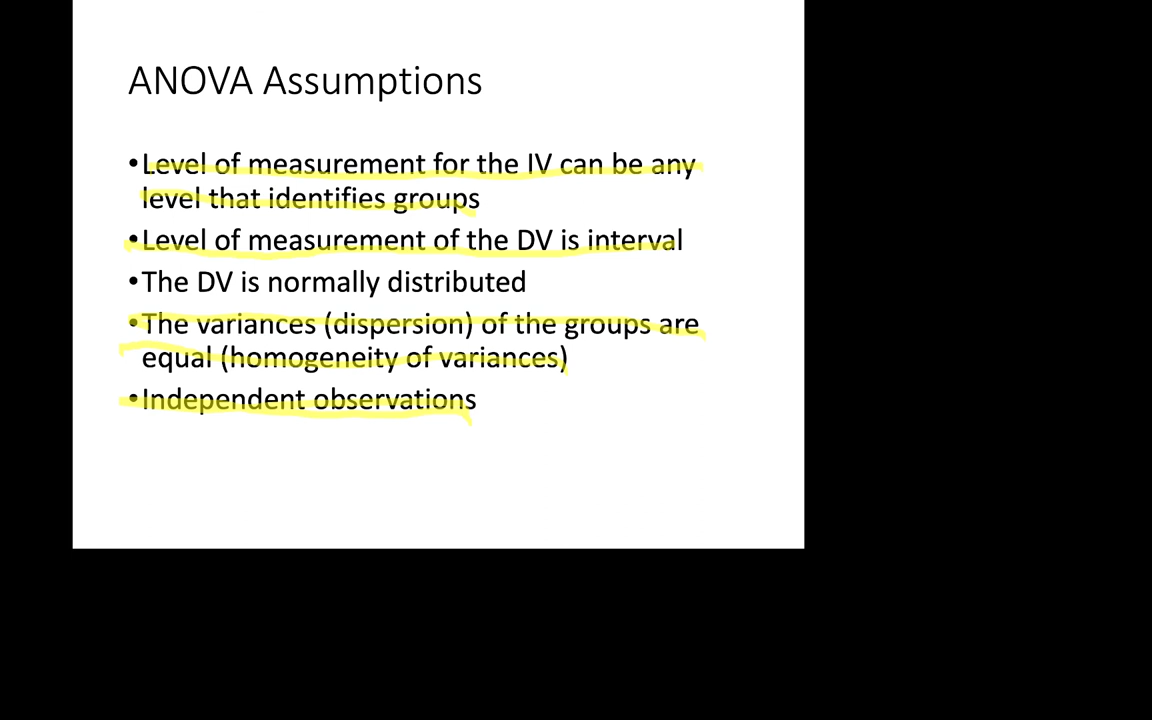 ANOVA Assumptions
•Level of measurement for the IV can be any
level that identifies groups
•Level of measurement of the DV is interval
•The DV is normally distributed
•The variances (dispersion) of the groups are
equal (homogeneity of variances)
•Independent observations